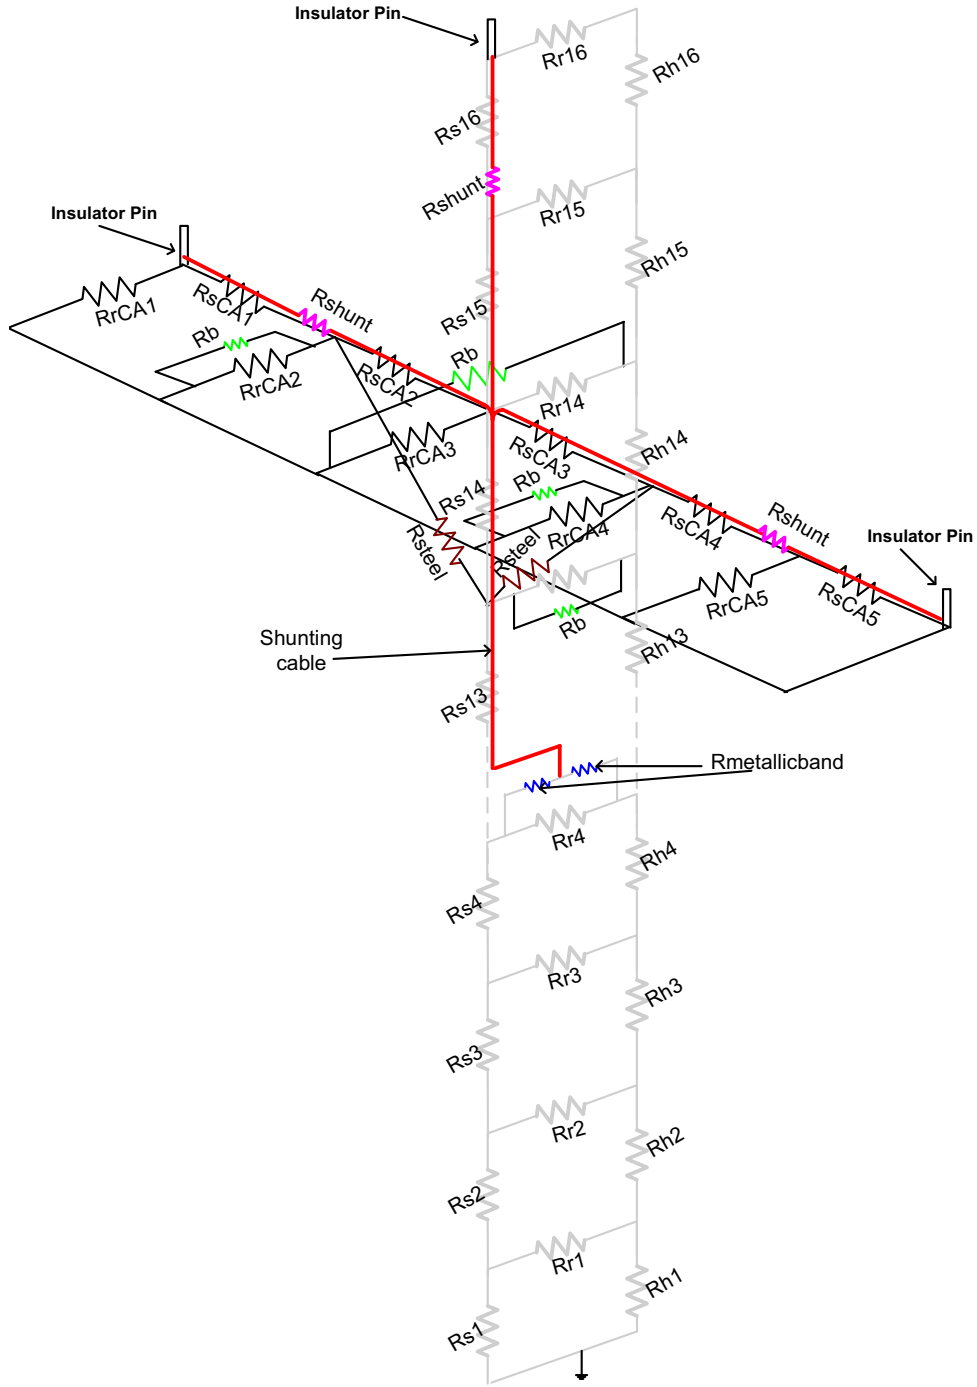 Insulator Pin
Rr16
Rh16
Rs16
Rshunt
Rr15
Insulator Pin
Rh15
RrCA1
RsCA1
Rshunt
Rs15
Rb
Rb
RrCA2
RsCA2
Rr14
RrCA3
RsCA3
Rh14
Rb
Rs14
Rsteel
Rsteel
RrCA4
RsCA4
Rshunt
Insulator Pin
RrCA5
RsCA5
Rb
Rh13
Shunting
cable
Rs13
Rmetallicband
Rr4
Rh4
Rs4
Rr3
Rh3
Rs3
Rr2
Rh2
Rs2
Rr1
Rh1
Rs1